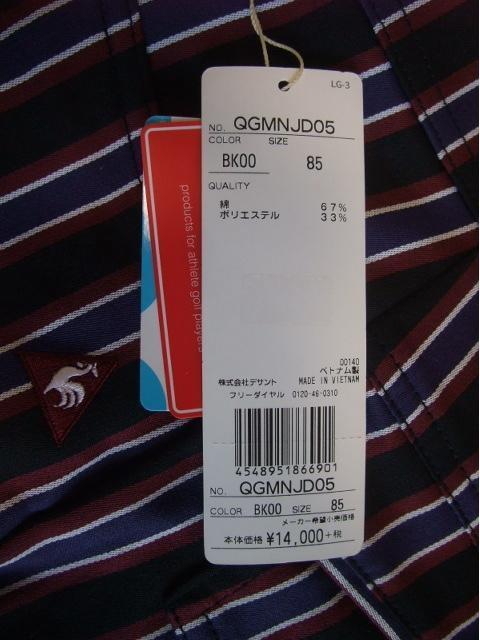 LG-3
NO. QGMNJD05
COLOR SIZE
BK00 85
QUALITY
綿 67%
ポリエステル 33%
products for athlete golf players
00140
ベトナム製
株式会社デサント MADE IN VIETNAM
フリーダイヤル 0120-46-0310
4548951866901
NO. QGMNJD05
COLOR BK00 SIZE 85
メーカー希望小売価格
本体価格 ¥14,000+税